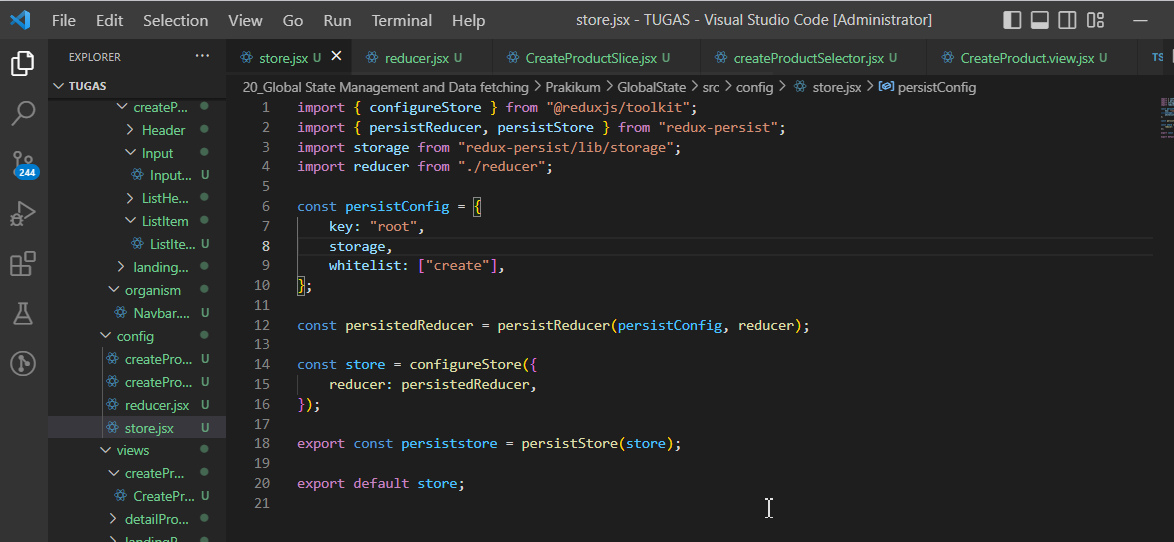 File Edit Selection View Go Run Terminal Help store.jsx - TUGAS - Visual Studio Code [Administrator]
EXPLORER ...
store.jsx U reducer.jsx U CreateProductSlice.jsx U createProductSelector.jsx U CreateProduct.view.jsx U TS
TUGAS
20_Global State Management and Data fetching > Prakikum > GlobalState > src > config > store.jsx > persistConfig
createP...
Header
Input
Input... U
244
ListHe...
ListItem
ListIte... U
landing...
organism
Navbar.... U
config
createPro... U
createPro... U
reducer.jsx U
store.jsx U
views
createPr...
CreatePr... U
detailPro...
landingP...
1 import { configureStore } from "@reduxjs/toolkit";
2 import { persistReducer, persistStore } from "redux-persist";
3 import storage from "redux-persist/lib/storage";
4 import reducer from "./reducer";
5
6 const persistConfig = {
7 key: "root",
8 storage,
9 whitelist: ["create"],
10 };
11
12 const persistedReducer = persistReducer(persistConfig, reducer);
13
14 const store = configureStore({
15 reducer: persistedReducer,
16 });
17
18 export const persiststore = persistStore(store);
19
20 export default store;
21